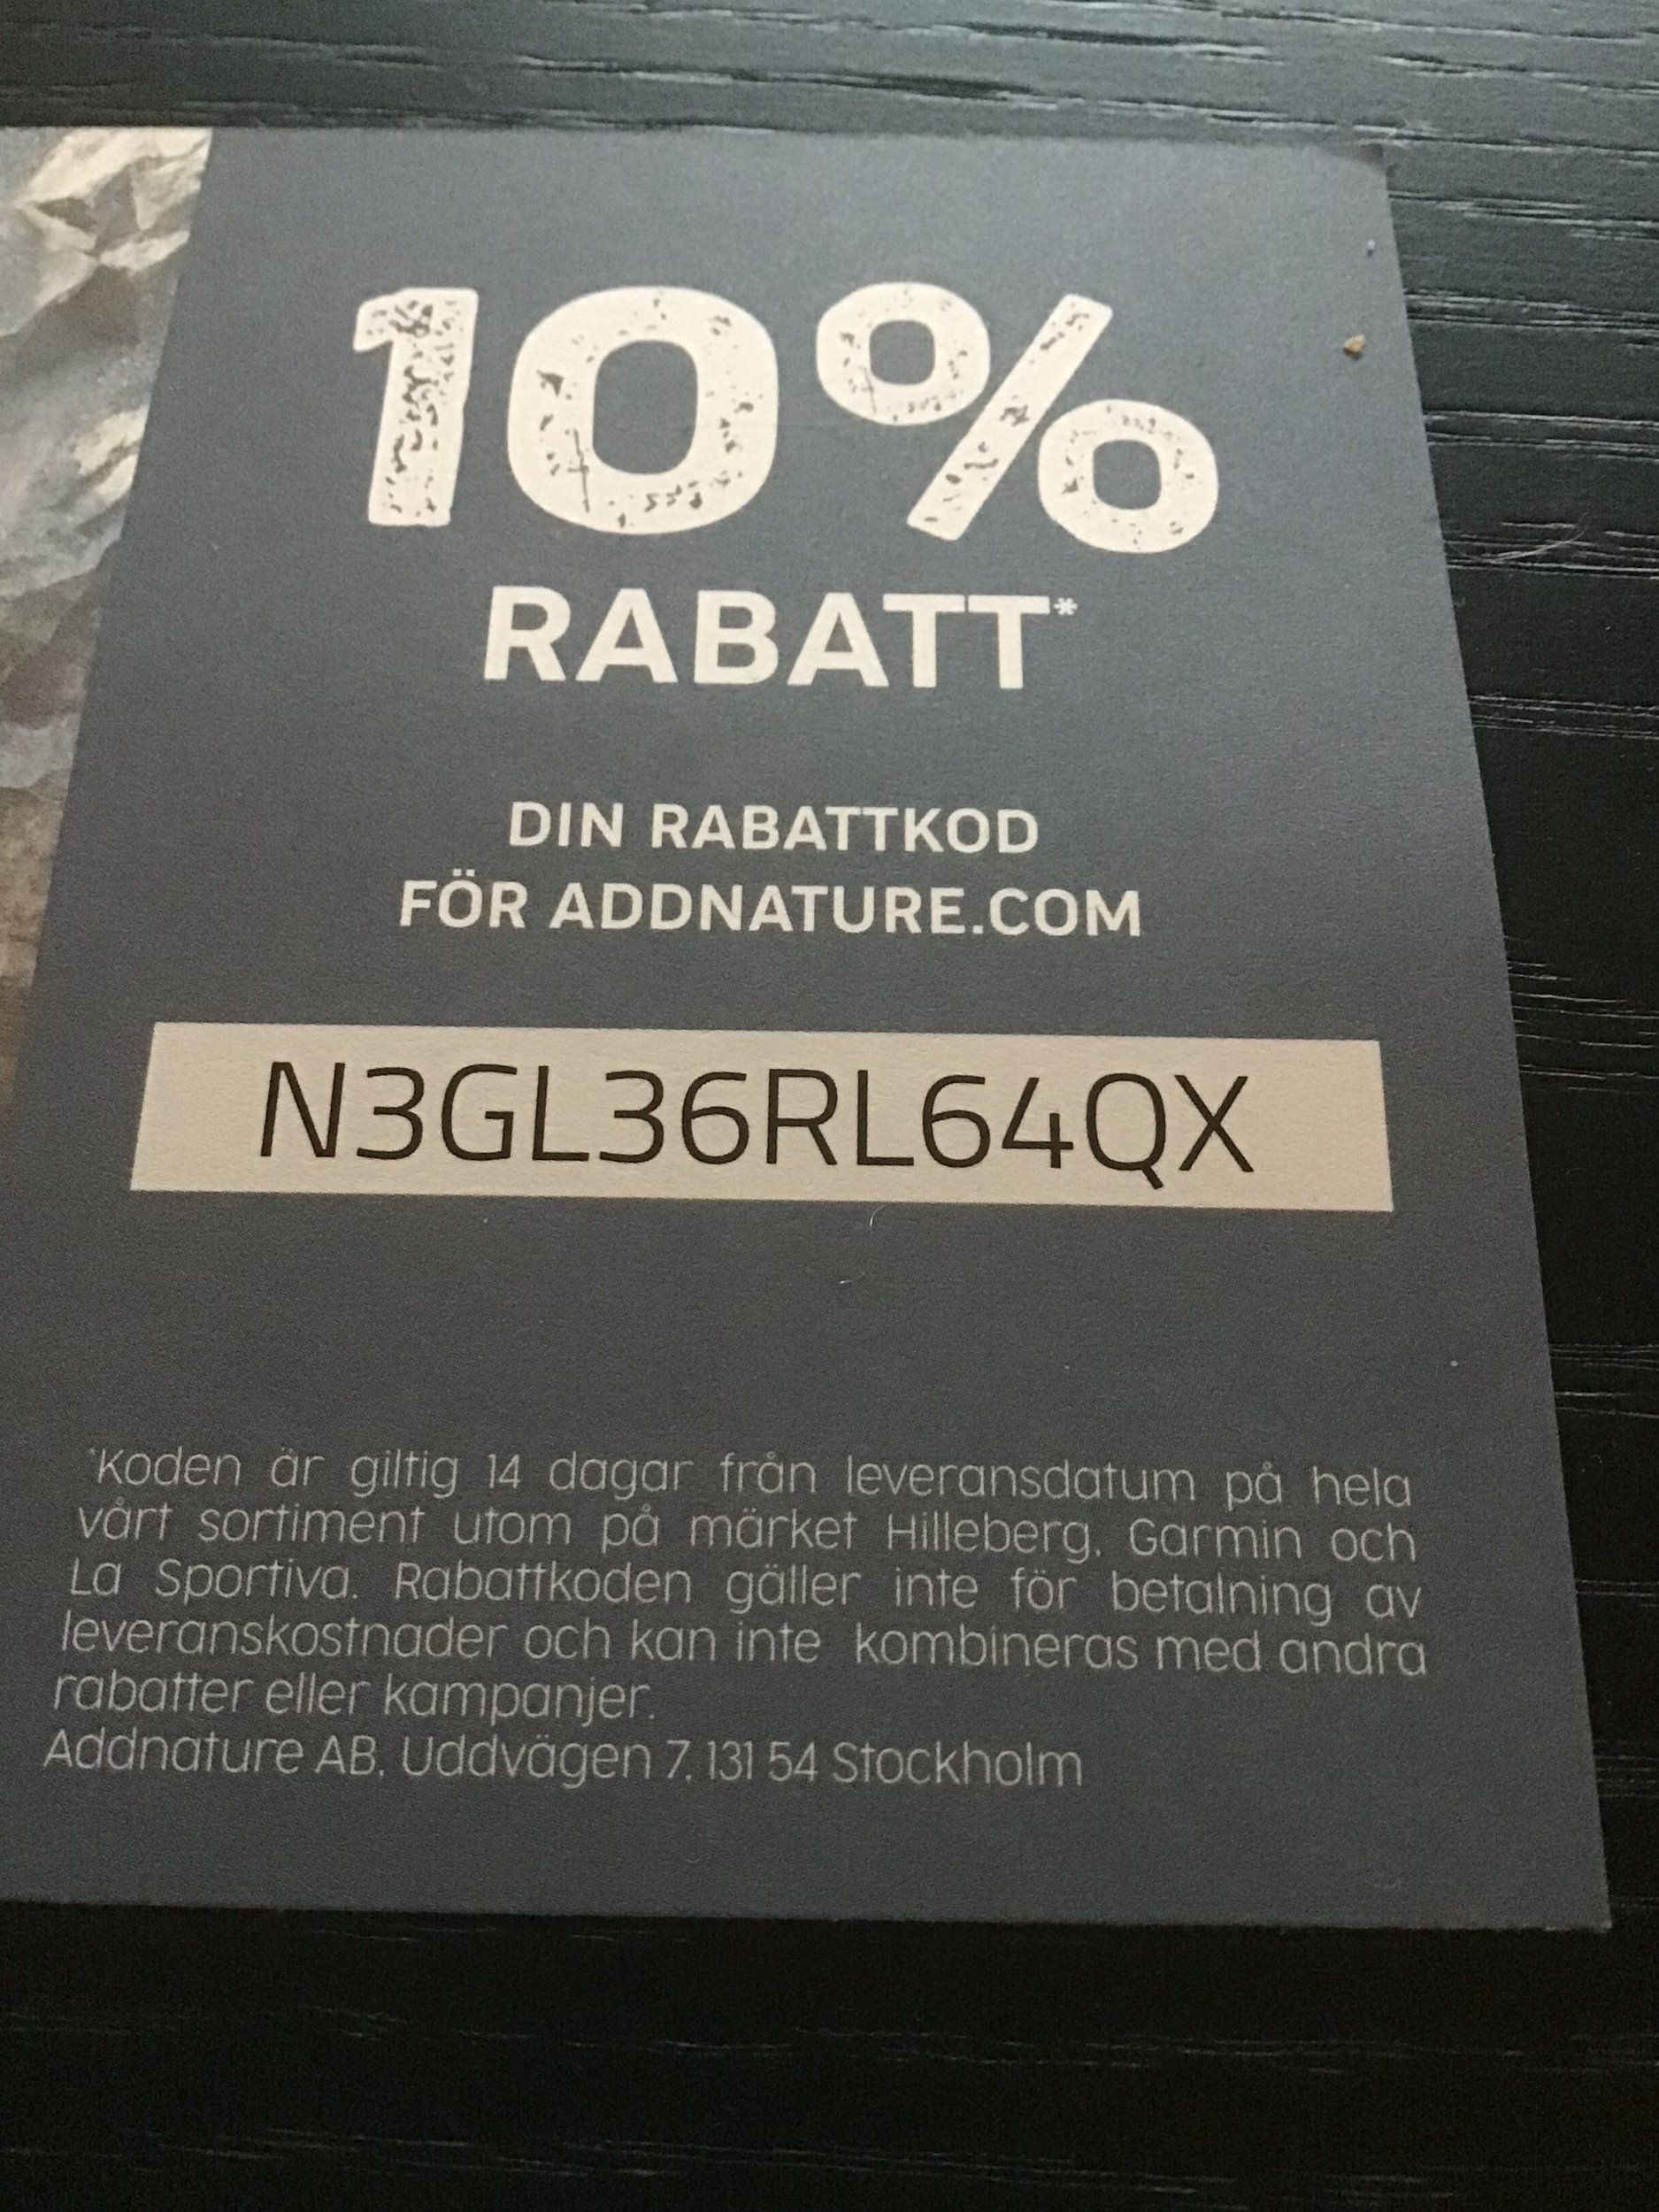 10%
RABATT*
DIN RABATTKOD
FÖR ADDNATURE.COM
N3GL36RL64QX
*Koden är giltig 14 dagar från leveransdatum på hela
vårt sortiment utom på märket Hilleberg, Garmin och
La Sportiva. Rabattkoden gäller inte för betalning av
leveranskostnader och kan inte kombineras med andra
rabatter eller kampanjer.
Addnature AB, Uddvägen 7, 131 54 Stockholm